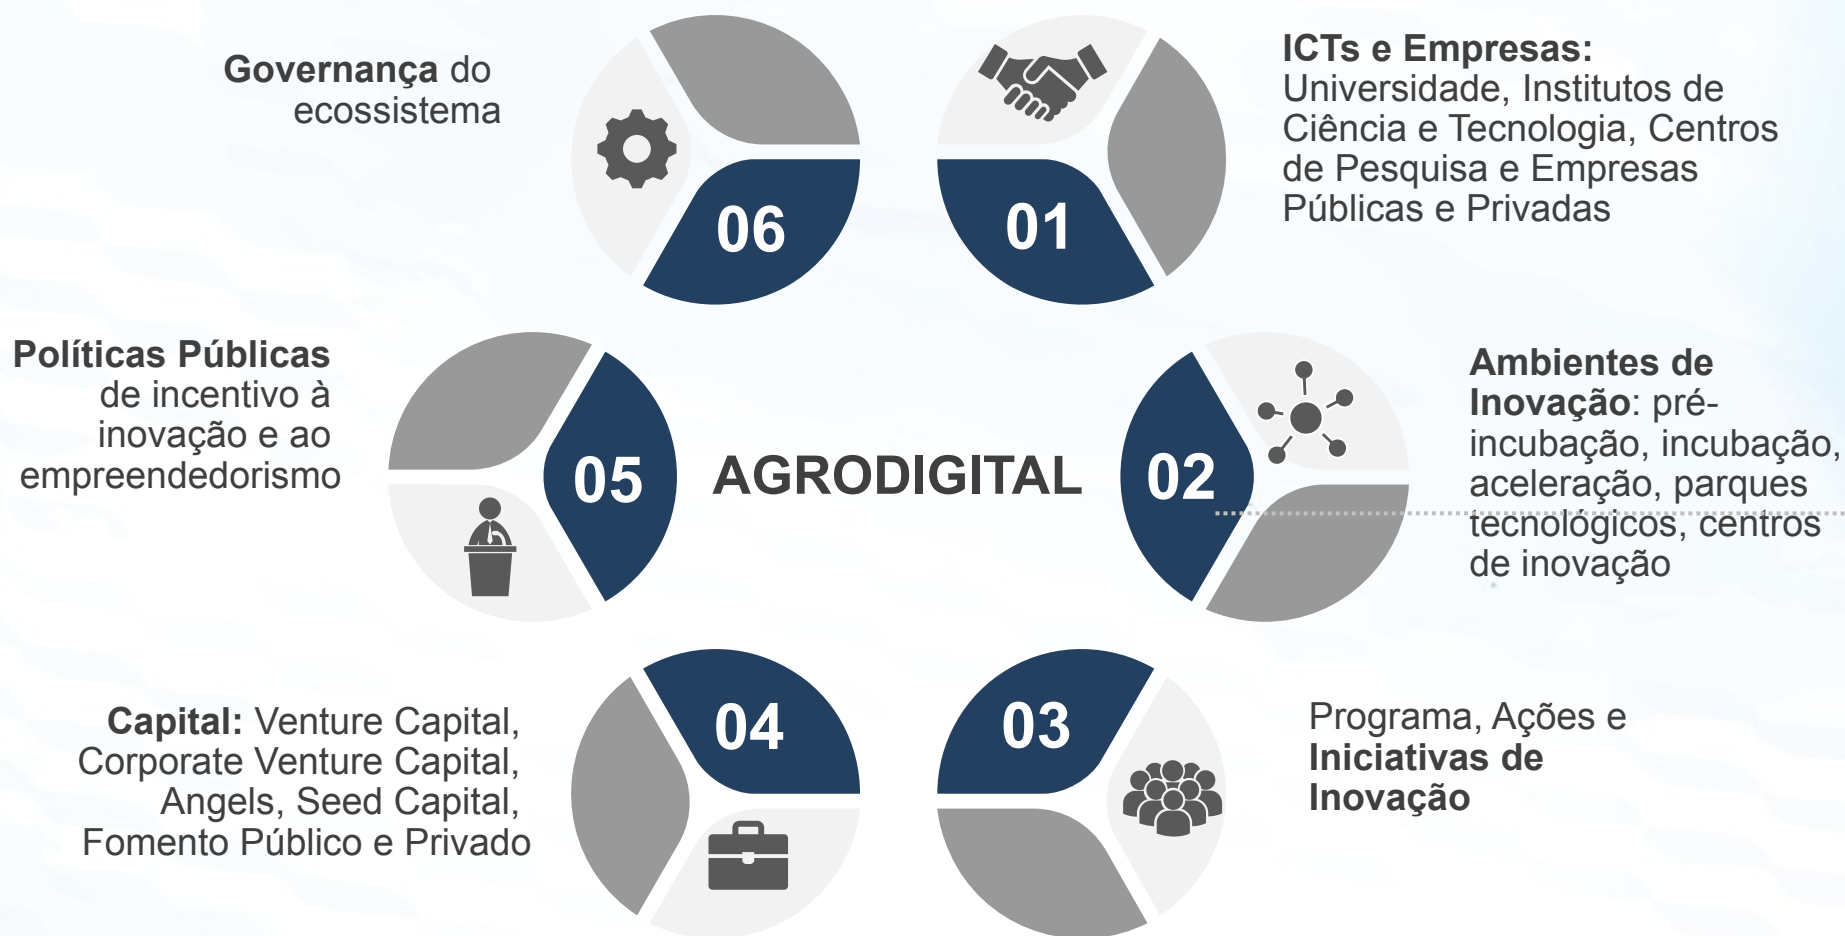 Governança do
ecossistema
06
01
ICTs e Empresas:
Universidade, Institutos de
Ciência e Tecnologia, Centros
de Pesquisa e Empresas
Públicas e Privadas
Políticas Públicas
de incentivo à
inovação e ao
empreendedorismo
05
AGRODIGITAL
02
Ambientes de
Inovação: pré-
incubação, incubação,
aceleração, parques
tecnológicos, centros
de inovação
Capital: Venture Capital,
Corporate Venture Capital,
Angels, Seed Capital,
Fomento Público e Privado
04
03
Programa, Ações e
Iniciativas de
Inovação